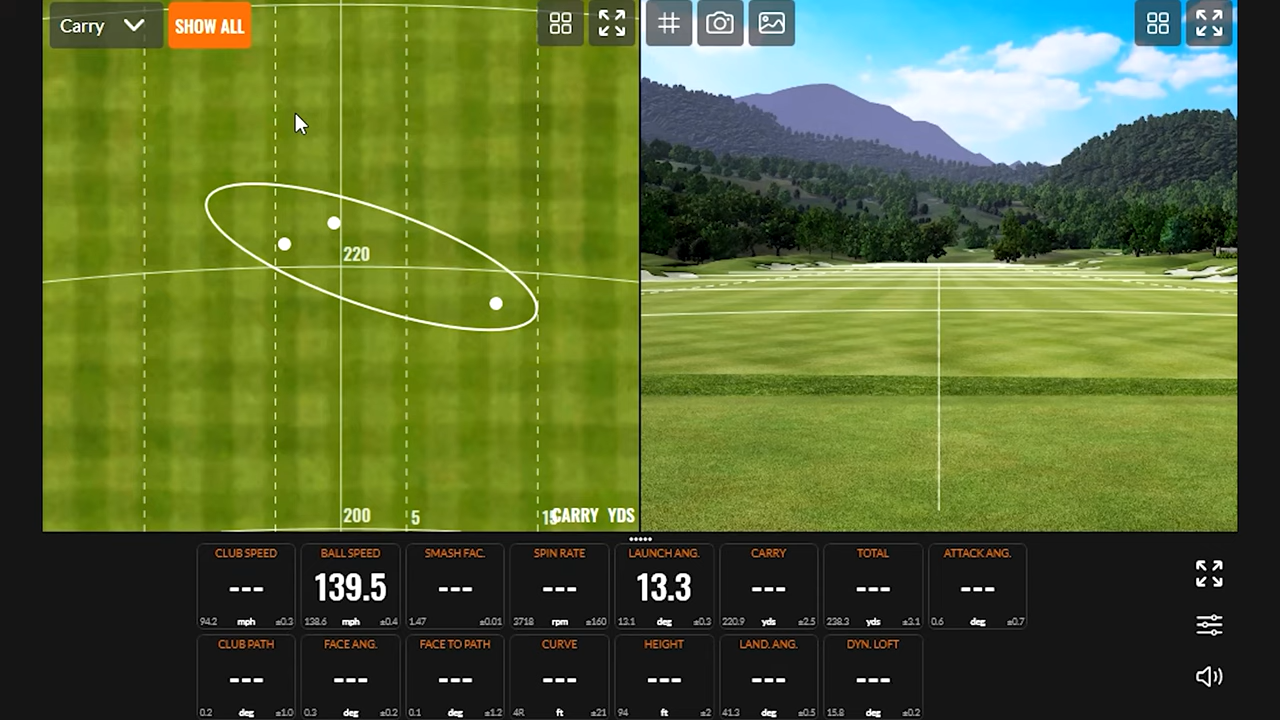 Carry
SHOW ALL
220
200
5
CARRY YDS
CLUB SPEED
---
94.2 mph ±0.3
BALL SPEED
139.5
138.6 mph ±0.4
SMASH FAC.
---
1.47 ±0.01
SPIN RATE
---
3718 rpm ±160
LAUNCH ANG.
13.3
13.1 deg ±0.3
CARRY
---
220.9 yds ±2.5
TOTAL
---
238.3 yds ±3.1
ATTACK ANG.
---
0.6 deg ±0.7
CLUB PATH
---
0.2 deg ±1.0
FACE ANG.
---
0.3 deg ±0.2
FACE TO PATH
---
0.1 deg ±1.2
CURVE
---
4R ft ±21
HEIGHT
---
94 ft ±2
LAND. ANG.
---
41.3 deg ±0.5
DYN. LOFT
---
15.8 deg ±0.2